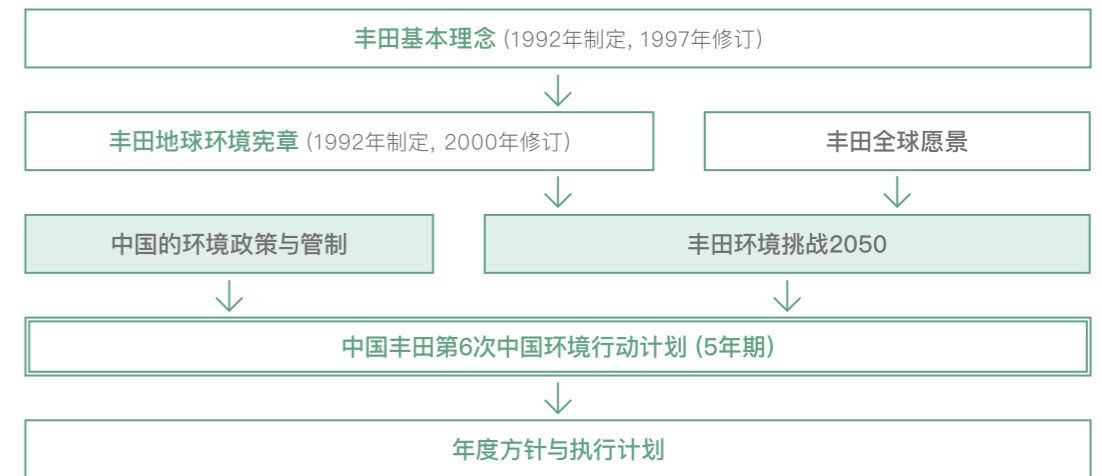 丰田基本理念 (1992年制定, 1997年修订)
丰田地球环境宪章 (1992年制定, 2000年修订)
丰田全球愿景
中国的环境政策与管制
丰田环境挑战2050
中国丰田第6次中国环境行动计划 (5年期)
年度方针与执行计划